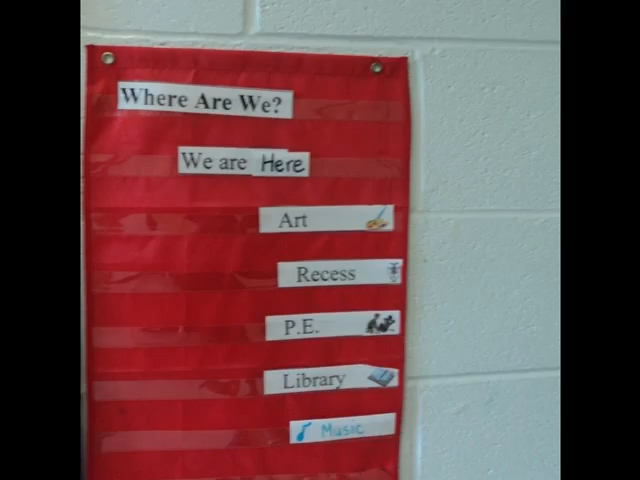 Where Are We?
We are Here
Art
Recess
P.E.
Library
Music